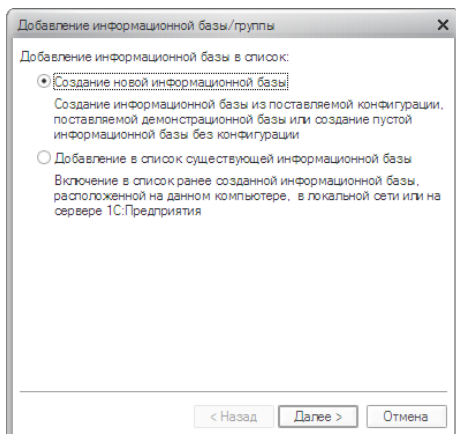 Добавление информационной базы/группы
Добавление информационной базы в список:
Создание новой информационной базы
Создание информационной базы из поставляемой конфигурации,
поставляемой демонстрационной базы или создание пустой
информационной базы без конфигурации
Добавление в список существующей информационной базы
Включение в список ранее созданной информационной базы,
расположенной на данном компьютере, в локальной сети или на
сервере 1С:Предприятия
< Назад Далее > Отмена